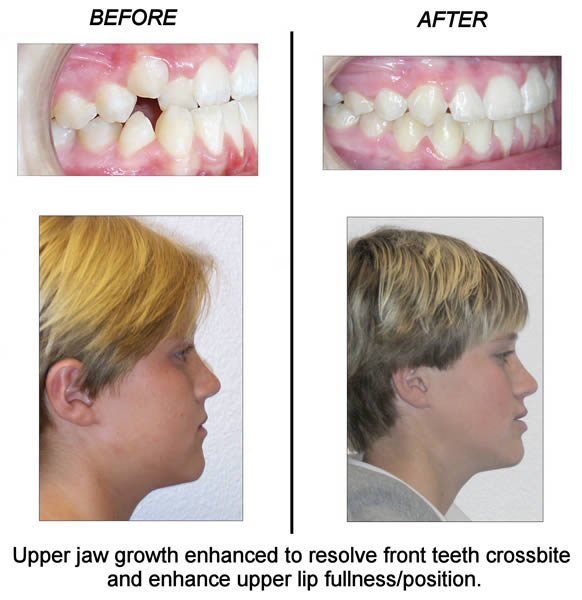 BEFORE
AFTER
Upper jaw growth enhanced to resolve front teeth crossbite
and enhance upper lip fullness/position.